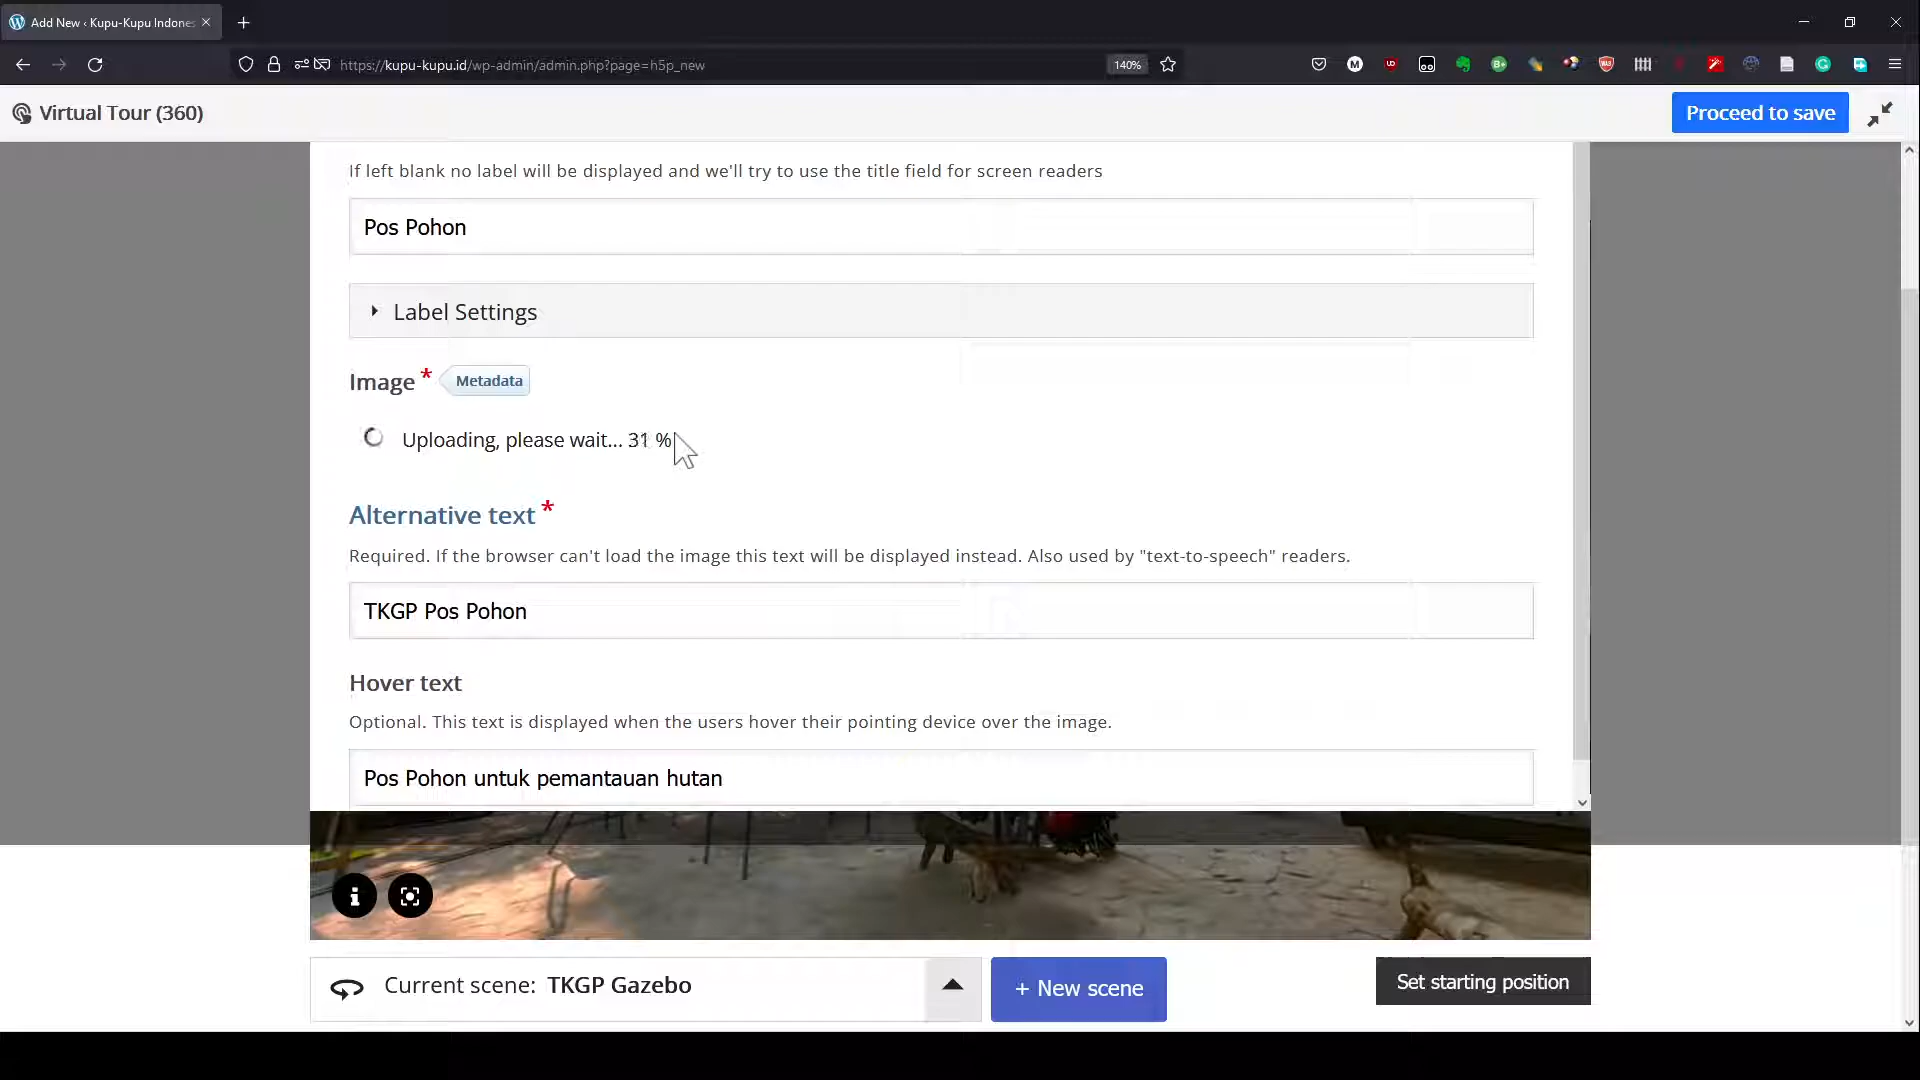 Add New ‹ Kupu-Kupu Indones
https://kupu-kupu.id/wp-admin/admin.php?page=h5p_new
140%
Virtual Tour (360)
Proceed to save
If left blank no label will be displayed and we'll try to use the title field for screen readers
Pos Pohon
Label Settings
Image *
Metadata
Uploading, please wait... 31 %
Alternative text *
Required. If the browser can't load the image this text will be displayed instead. Also used by "text-to-speech" readers.
TKGP Pos Pohon
Hover text
Optional. This text is displayed when the users hover their pointing device over the image.
Pos Pohon untuk pemantauan hutan
Current scene: TKGP Gazebo
+ New scene
Set starting position